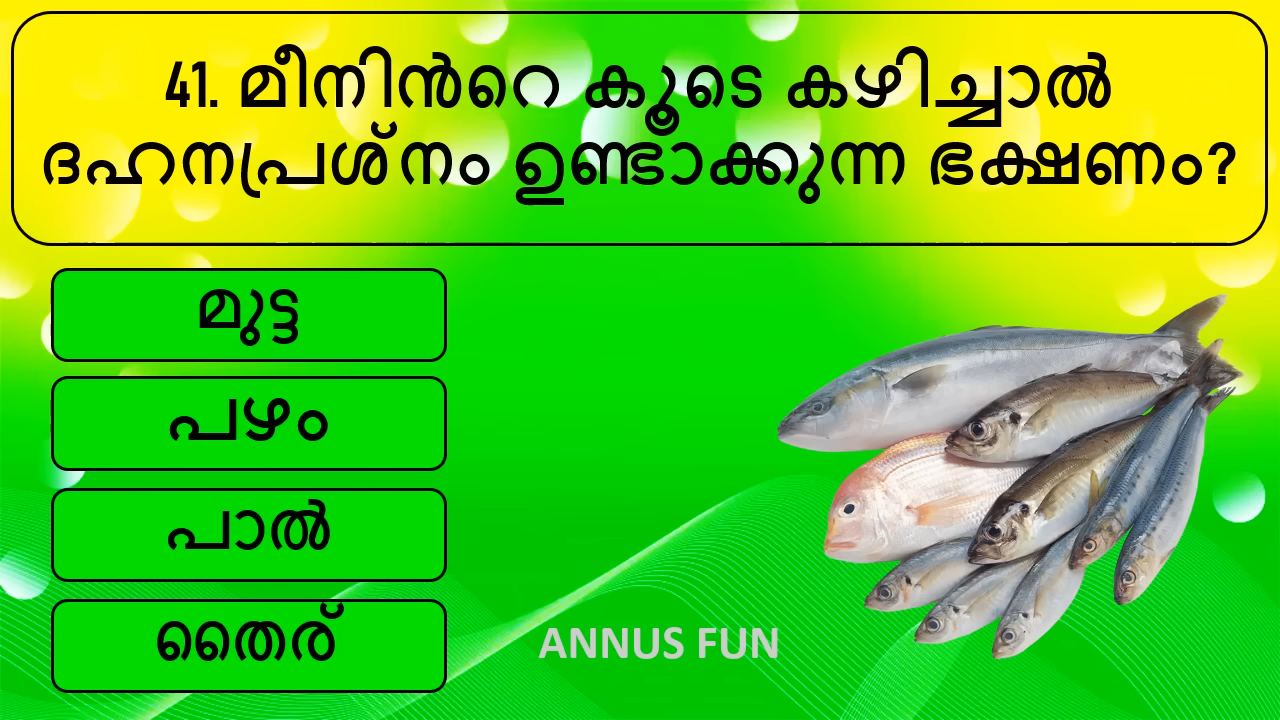 41. മീനിൻറെ കൂടെ കഴിച്ചാൽ
ദഹനപ്രശ്നം ഉണ്ടാക്കുന്ന ഭക്ഷണം?
മുട്ട
പഴം
പാൽ
തൈര്
ANNUS FUN